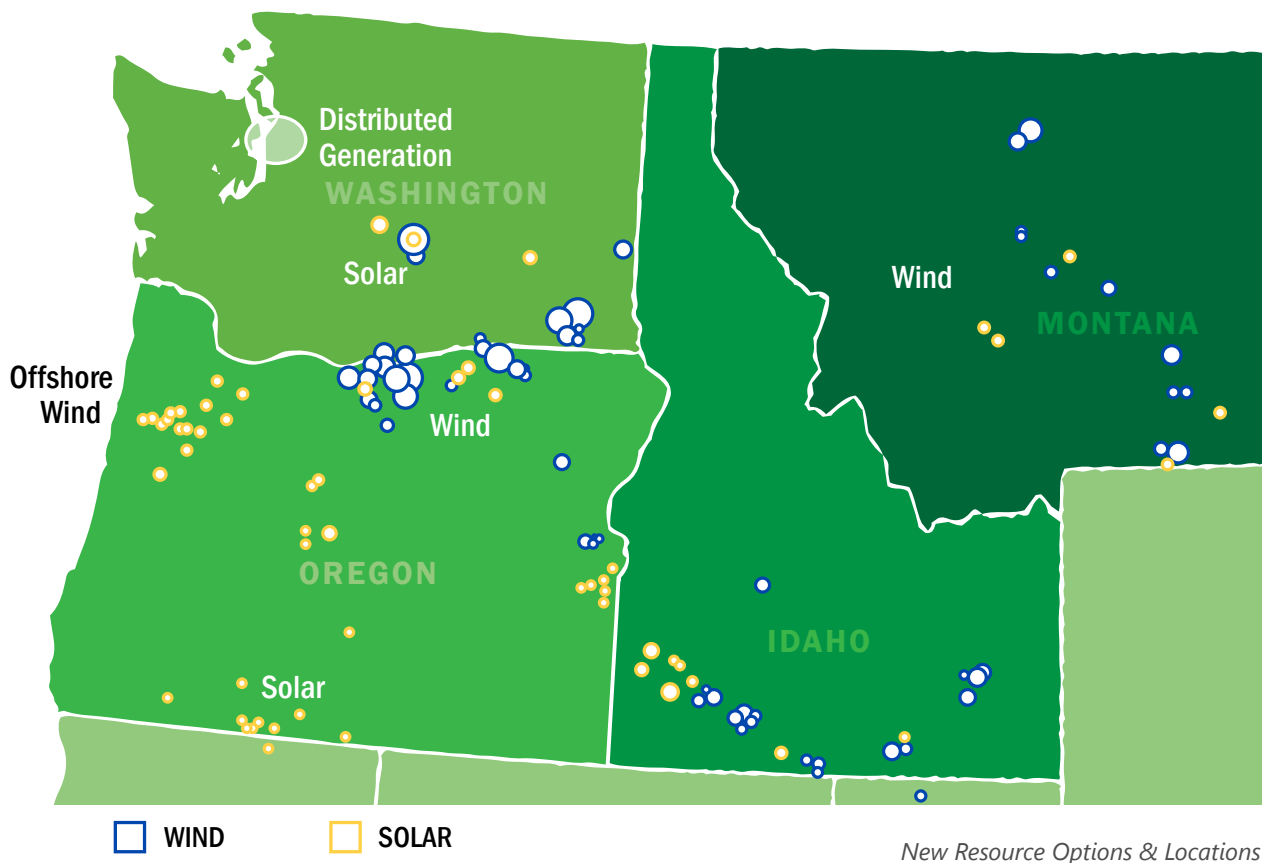 Distributed
Generation
WASHINGTON
Solar
Wind
MONTANA
Offshore
Wind
Wind
OREGON
IDAHO
Solar
WIND
SOLAR
New Resource Options & Locations